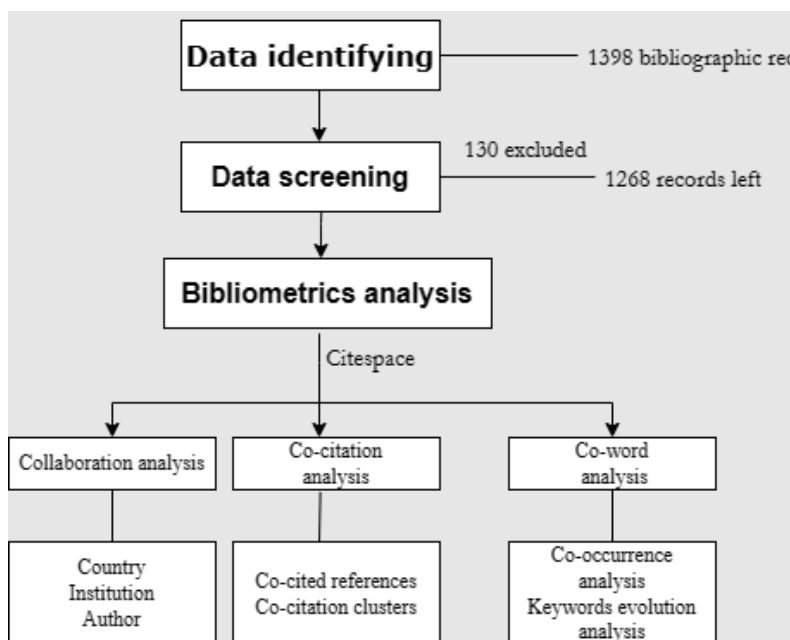 Data identifying
1398 bibliographic
130 excluded
Data screening
1268 records left
Bibliometrics analysis
Citespace
Collaboration analysis
Co-citation
analysis
Co-word
analysis
Country
Institution
Author
Co-cited references
Co-citation clusters
Co-occurrence
analysis
Keywords evolution
analysis